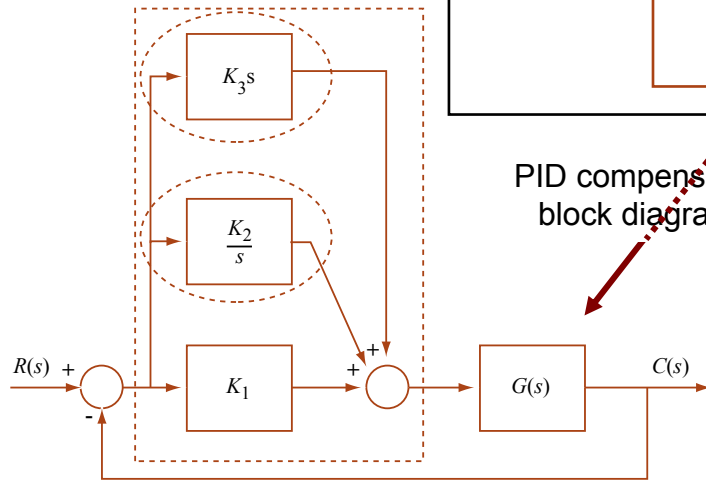 K3s
PID compens
block diagra
K2
s
+
R(s) + + K1 G(s) C(s)
-